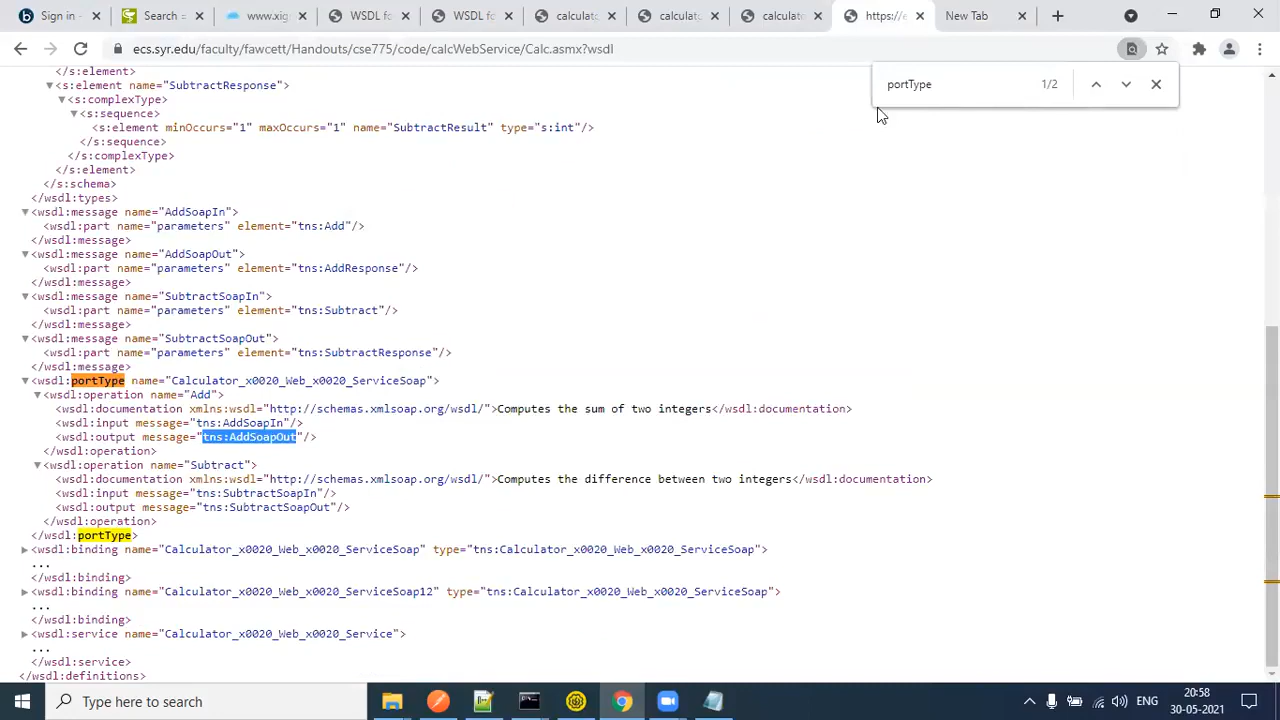 Sign in -
Search =
www.xig
WSDL fo
WSDL fo
calculat
calculat
calculat
https://e
New Tab
ecs.syr.edu/faculty/fawcett/Handouts/cse775/code/calcWebService/Calc.asmx?wsdl
portType 1/2
</s:element>
▼<s:element name="SubtractResponse">
▼<s:complexType>
▼<s:sequence>
<s:element minOccurs="1" maxOccurs="1" name="SubtractResult" type="s:int"/>
</s:sequence>
</s:complexType>
</s:element>
</s:schema>
</wsdl:types>
▼<wsdl:message name="AddSoapIn">
<wsdl:part name="parameters" element="tns:Add"/>
</wsdl:message>
▼<wsdl:message name="AddSoapOut">
<wsdl:part name="parameters" element="tns:AddResponse"/>
</wsdl:message>
▼<wsdl:message name="SubtractSoapIn">
<wsdl:part name="parameters" element="tns:Subtract"/>
</wsdl:message>
▼<wsdl:message name="SubtractSoapOut">
<wsdl:part name="parameters" element="tns:SubtractResponse"/>
</wsdl:message>
▼<wsdl:portType name="Calculator_x0020_Web_x0020_ServiceSoap">
▼<wsdl:operation name="Add">
<wsdl:documentation xmlns:wsdl="http://schemas.xmlsoap.org/wsdl/">Computes the sum of two integers</wsdl:documentation>
<wsdl:input message="tns:AddSoapIn"/>
<wsdl:output message="tns:AddSoapOut"/>
</wsdl:operation>
▼<wsdl:operation name="Subtract">
<wsdl:documentation xmlns:wsdl="http://schemas.xmlsoap.org/wsdl/">Computes the difference between two integers</wsdl:documentation>
<wsdl:input message="tns:SubtractSoapIn"/>
<wsdl:output message="tns:SubtractSoapOut"/>
</wsdl:operation>
</wsdl:portType>
▶<wsdl:binding name="Calculator_x0020_Web_x0020_ServiceSoap" type="tns:Calculator_x0020_Web_x0020_ServiceSoap">
...
</wsdl:binding>
▶<wsdl:binding name="Calculator_x0020_Web_x0020_ServiceSoap12" type="tns:Calculator_x0020_Web_x0020_ServiceSoap">
...
</wsdl:binding>
▶<wsdl:service name="Calculator_x0020_Web_x0020_Service">
...
</wsdl:service>
</wsdl:definitions>
Type here to search
ENG
20:58
30-05-2021